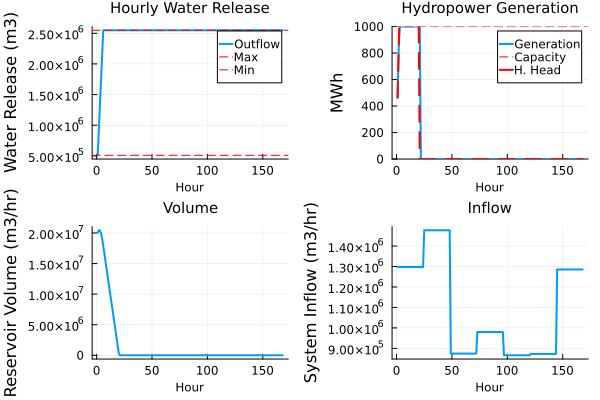 Hourly Water Release
Water Release (m3)
2.50×10⁶
2.00×10⁶
1.50×10⁶
1.00×10⁶
5.00×10⁵
Outflow
Max
Min
0 50 100 150
Hour
Hydropower Generation
MWh
1000
800
600
400
200
0
Generation
Capacity
H. Head
0 50 100 150
Hour
Volume
Reservoir Volume (m3/hr)
2.00×10⁷
1.50×10⁷
1.00×10⁷
5.00×10⁶
0
0 50 100 150
Hour
Inflow
System Inflow (m3/hr)
1.40×10⁶
1.30×10⁶
1.20×10⁶
1.10×10⁶
1.00×10⁶
9.00×10⁵
0 50 100 150
Hour